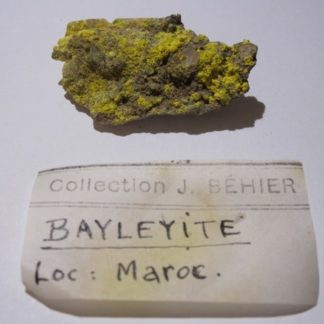 Collection J. BÉHIER
BAYLEYITE
Loc : Maroc.